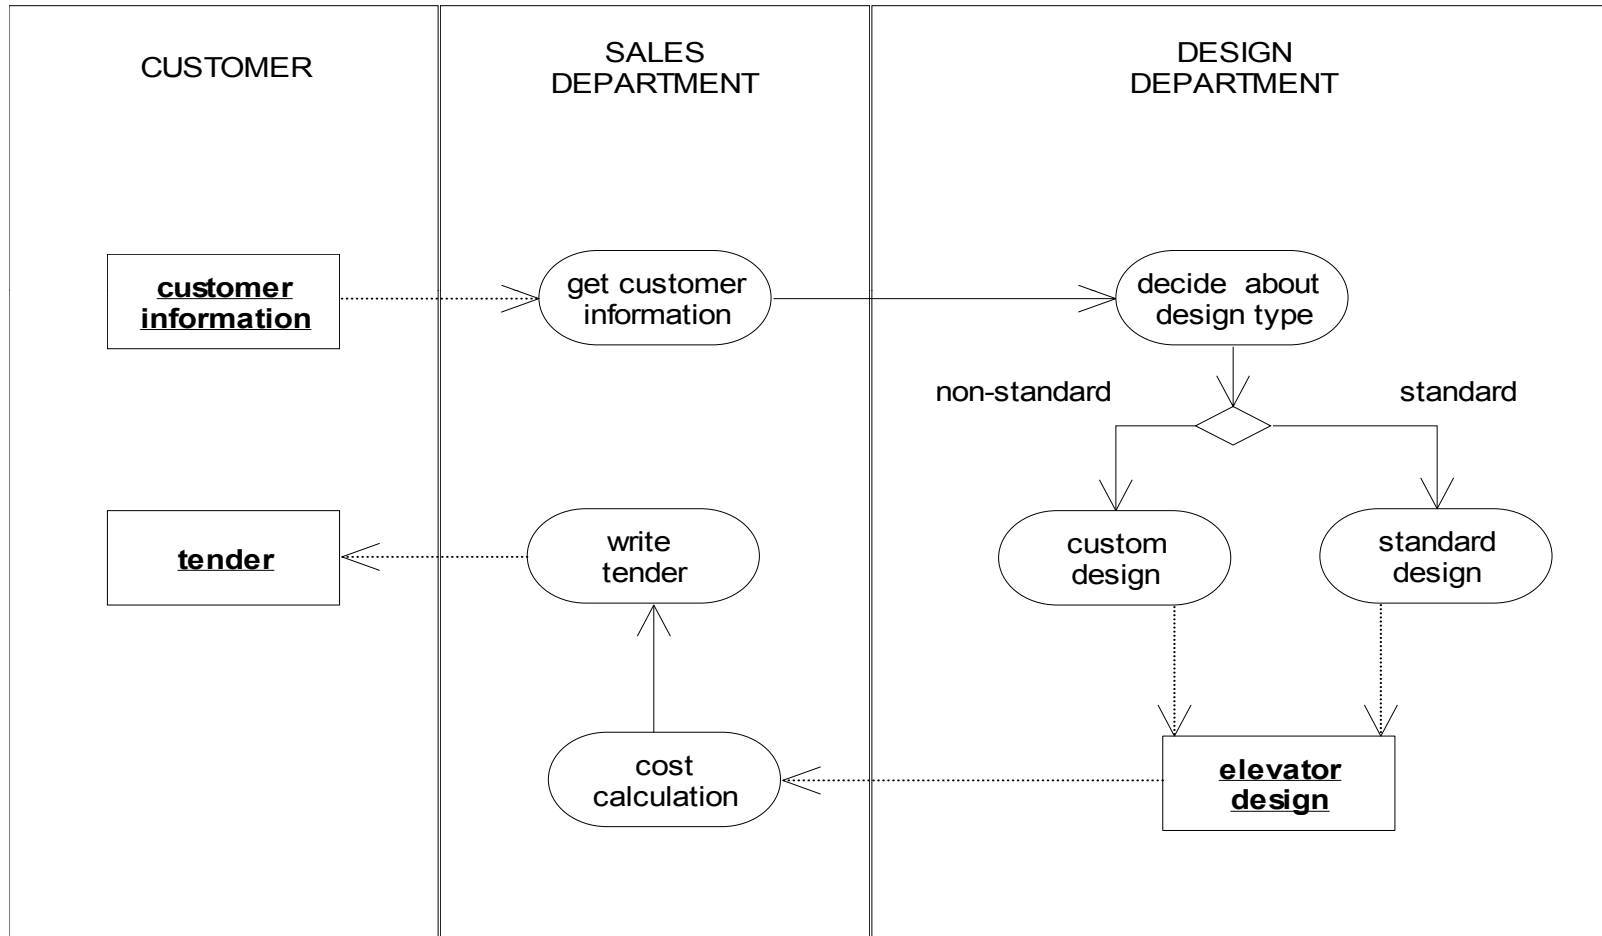 CUSTOMER
SALES
DEPARTMENT
DESIGN
DEPARTMENT
customer
information
get customer
information
decide about
design type
non-standard
standard
tender
write
tender
custom
design
standard
design
cost
calculation
elevator
design